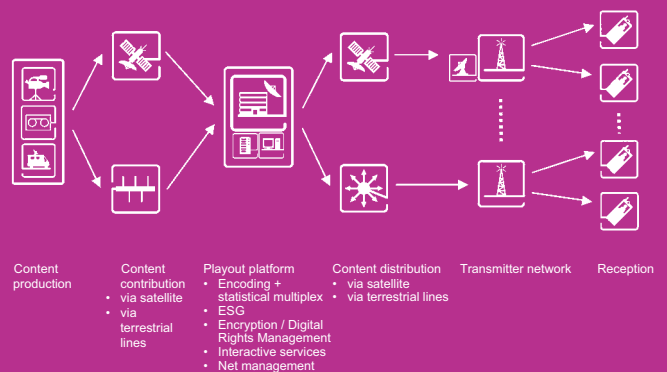 Content
production
Content
contribution
• via satellite
• via
terrestrial
lines
Playout platform
• Encoding +
statistical multiplex
• ESG
• Encryption / Digital
Rights Management
• Interactive services
• Net management
Content distribution
• via satellite
• via terrestrial lines
Transmitter network
Reception